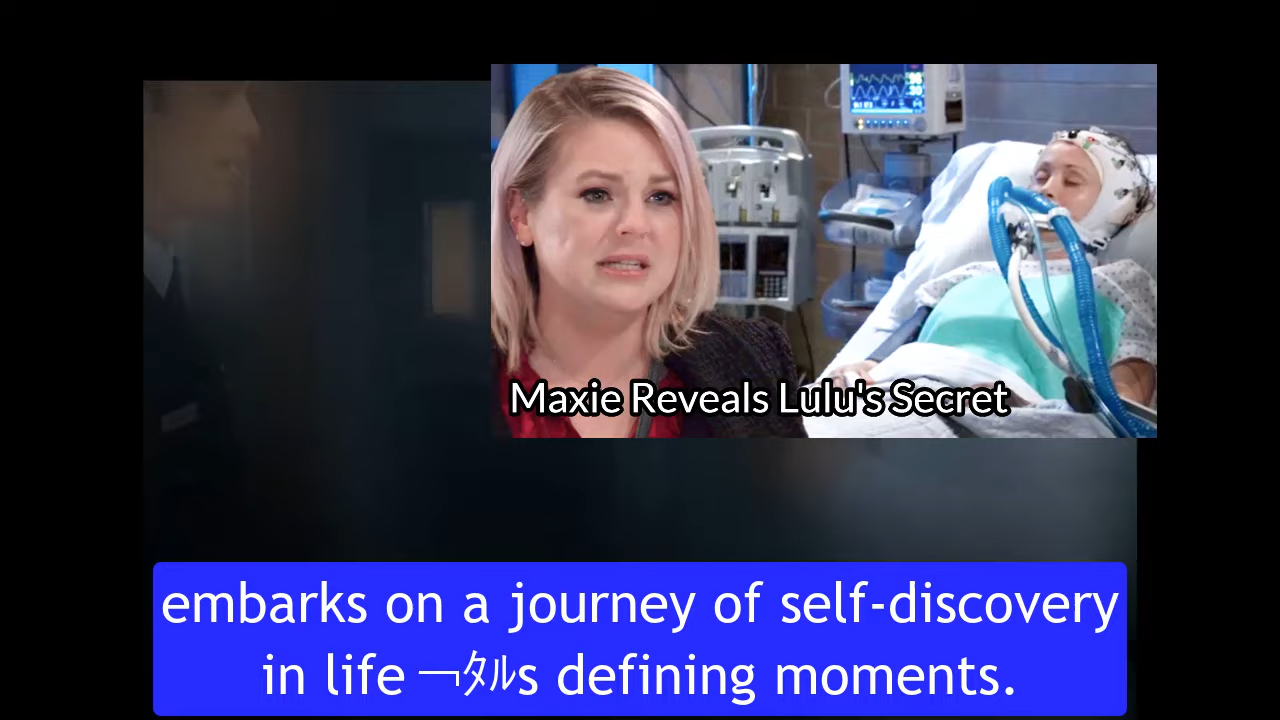 Maxie Reveals Lulu's Secret
embarks on a journey of self-discovery
in life ￢ﾀﾙs defining moments.